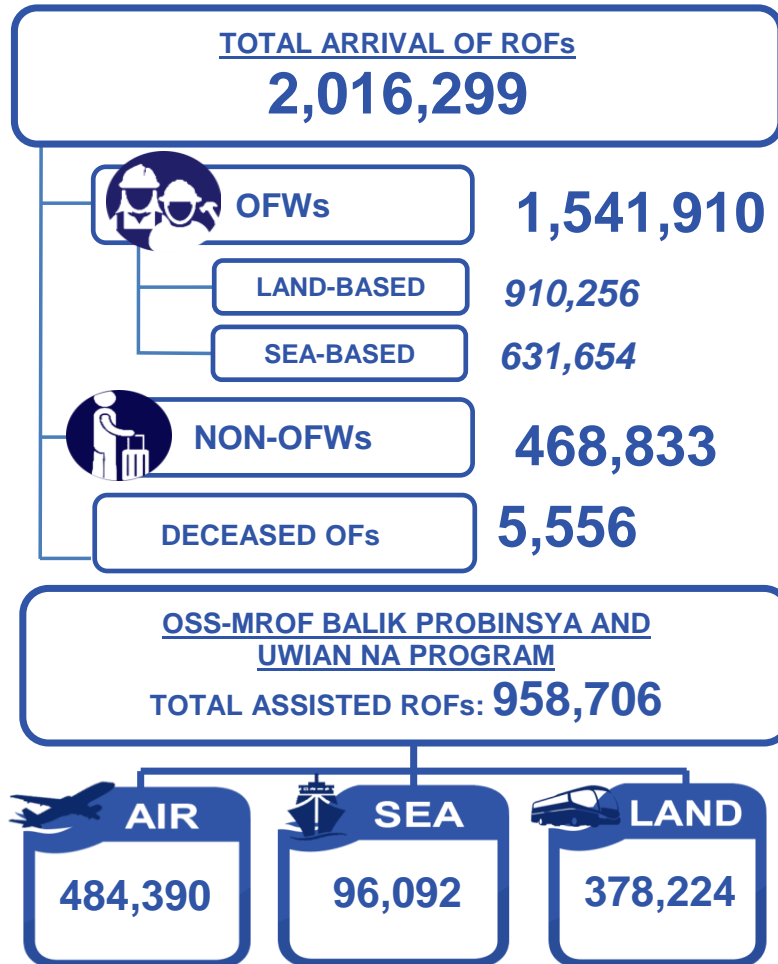 TOTAL ARRIVAL OF ROFs
2,016,299
OFWs 1,541,910
LAND-BASED 910,256
SEA-BASED 631,654
NON-OFWs 468,833
DECEASED OFs 5,556
OSS-MROF BALIK PROBINSYA AND
UWIAN NA PROGRAM
TOTAL ASSISTED ROFs: 958,706
AIR SEA LAND
484,390 96,092 378,224